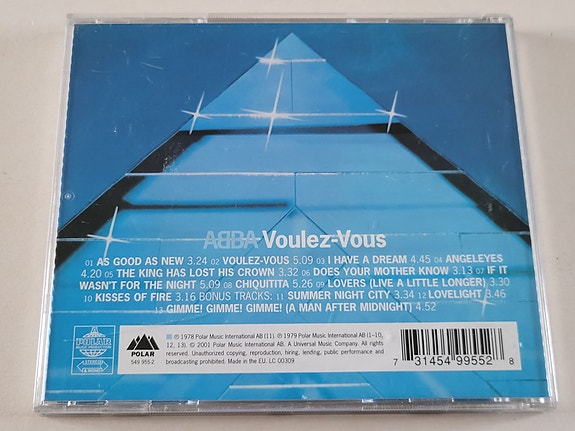 ABBA Voulez-Vous
01 AS GOOD AS NEW 3.24 02 VOULEZ-VOUS 5.09 03 I HAVE A DREAM 4.45 04 ANGELEYES
4.20 05 THE KING HAS LOST HIS CROWN 3.32 06 DOES YOUR MOTHER KNOW 3.13 07 IF IT
WASN'T FOR THE NIGHT 5.09 08 CHIQUITITA 5.26 09 LOVERS (LIVE A LITTLE LONGER) 3.30
10 KISSES OF FIRE 3.16 BONUS TRACKS: 11 SUMMER NIGHT CITY 3.34 12 LOVELIGHT 3.46
13 GIMME! GIMME! GIMME! (A MAN AFTER MIDNIGHT) 4.52
POLAR
POLAR
549 955-2
℗ 1978 Polar Music International AB (11). ℗ 1979 Polar Music International AB (1–10,
12, 13). © 2001 Polar Music International AB. A Universal Music Company. All rights
reserved. Unauthorized copying, reproduction, hiring, lending, public performance and
broadcasting prohibited. Made in the EU. LC 00309
7 31454 99552 8